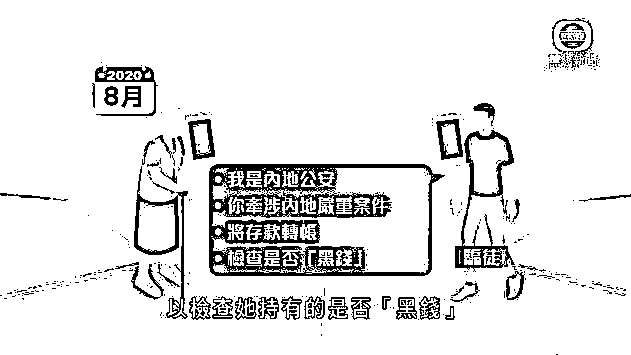 2020
8月
我是內地公安
你牽涉內地嚴重案件
將存款轉帳
檢查是否「黑錢」
「騙徒」
以檢查她持有的是否「黑錢」